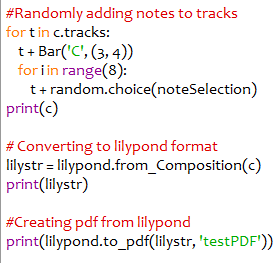 #Randomly adding notes to tracks
for t in c.tracks:
t + Bar('C', (3, 4))
for i in range(8):
t + random.choice(noteSelection)
print(c)
# Converting to lilypond format
lilystr = lilypond.from_Composition(c)
print(lilystr)
#Creating pdf from lilypond
print(lilypond.to_pdf(lilystr, 'testPDF'))